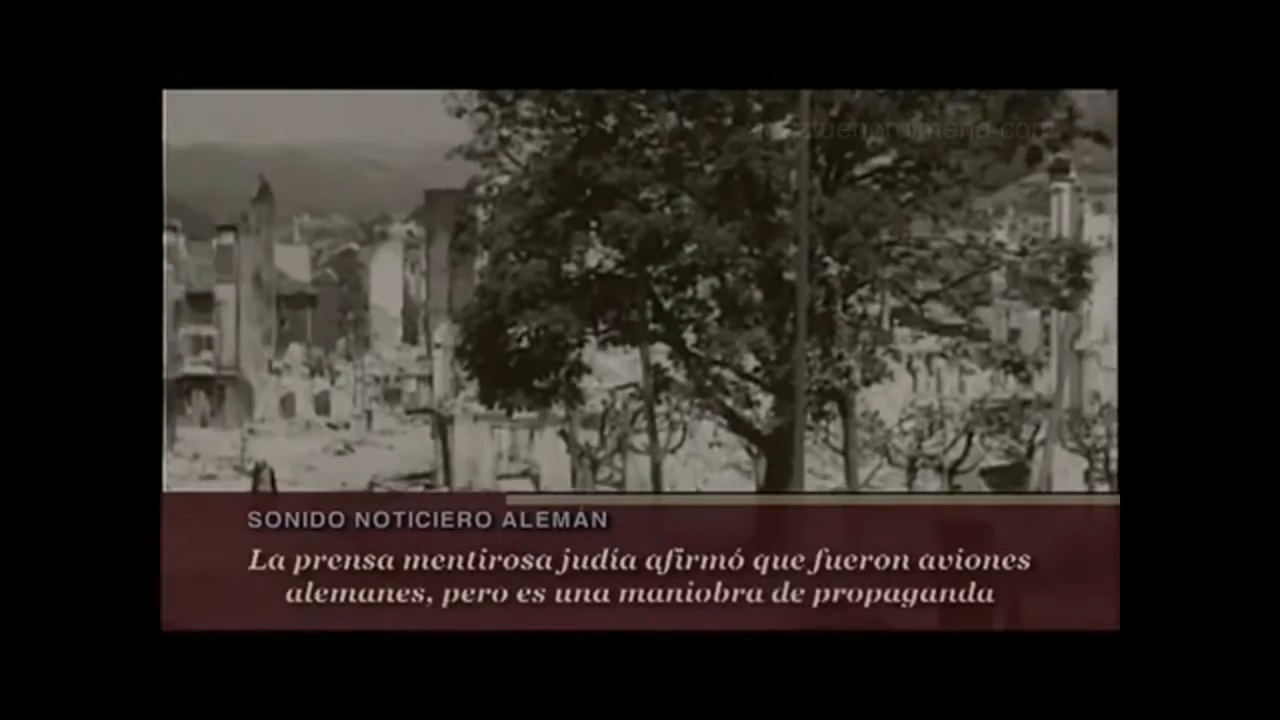 SONIDO NOTICIERO ALEMÁN
La prensa mentirosa judía afirmó que fueron aviones
alemanes, pero es una maniobra de propaganda